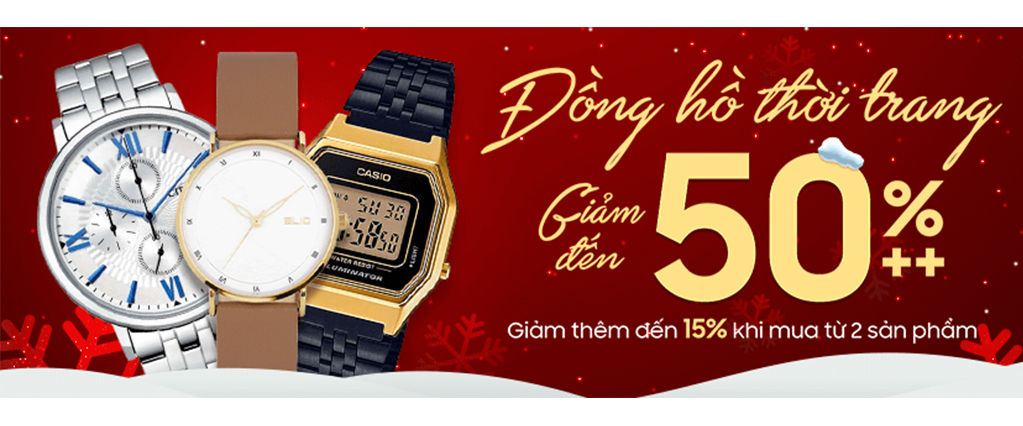 Đồng hồ thời trang
Giảm
đến
50%
++
Giảm thêm đến 15% khi mua từ 2 sản phẩm
CASIO
WATER RESIST
ILLUMINATOR
LIGHT